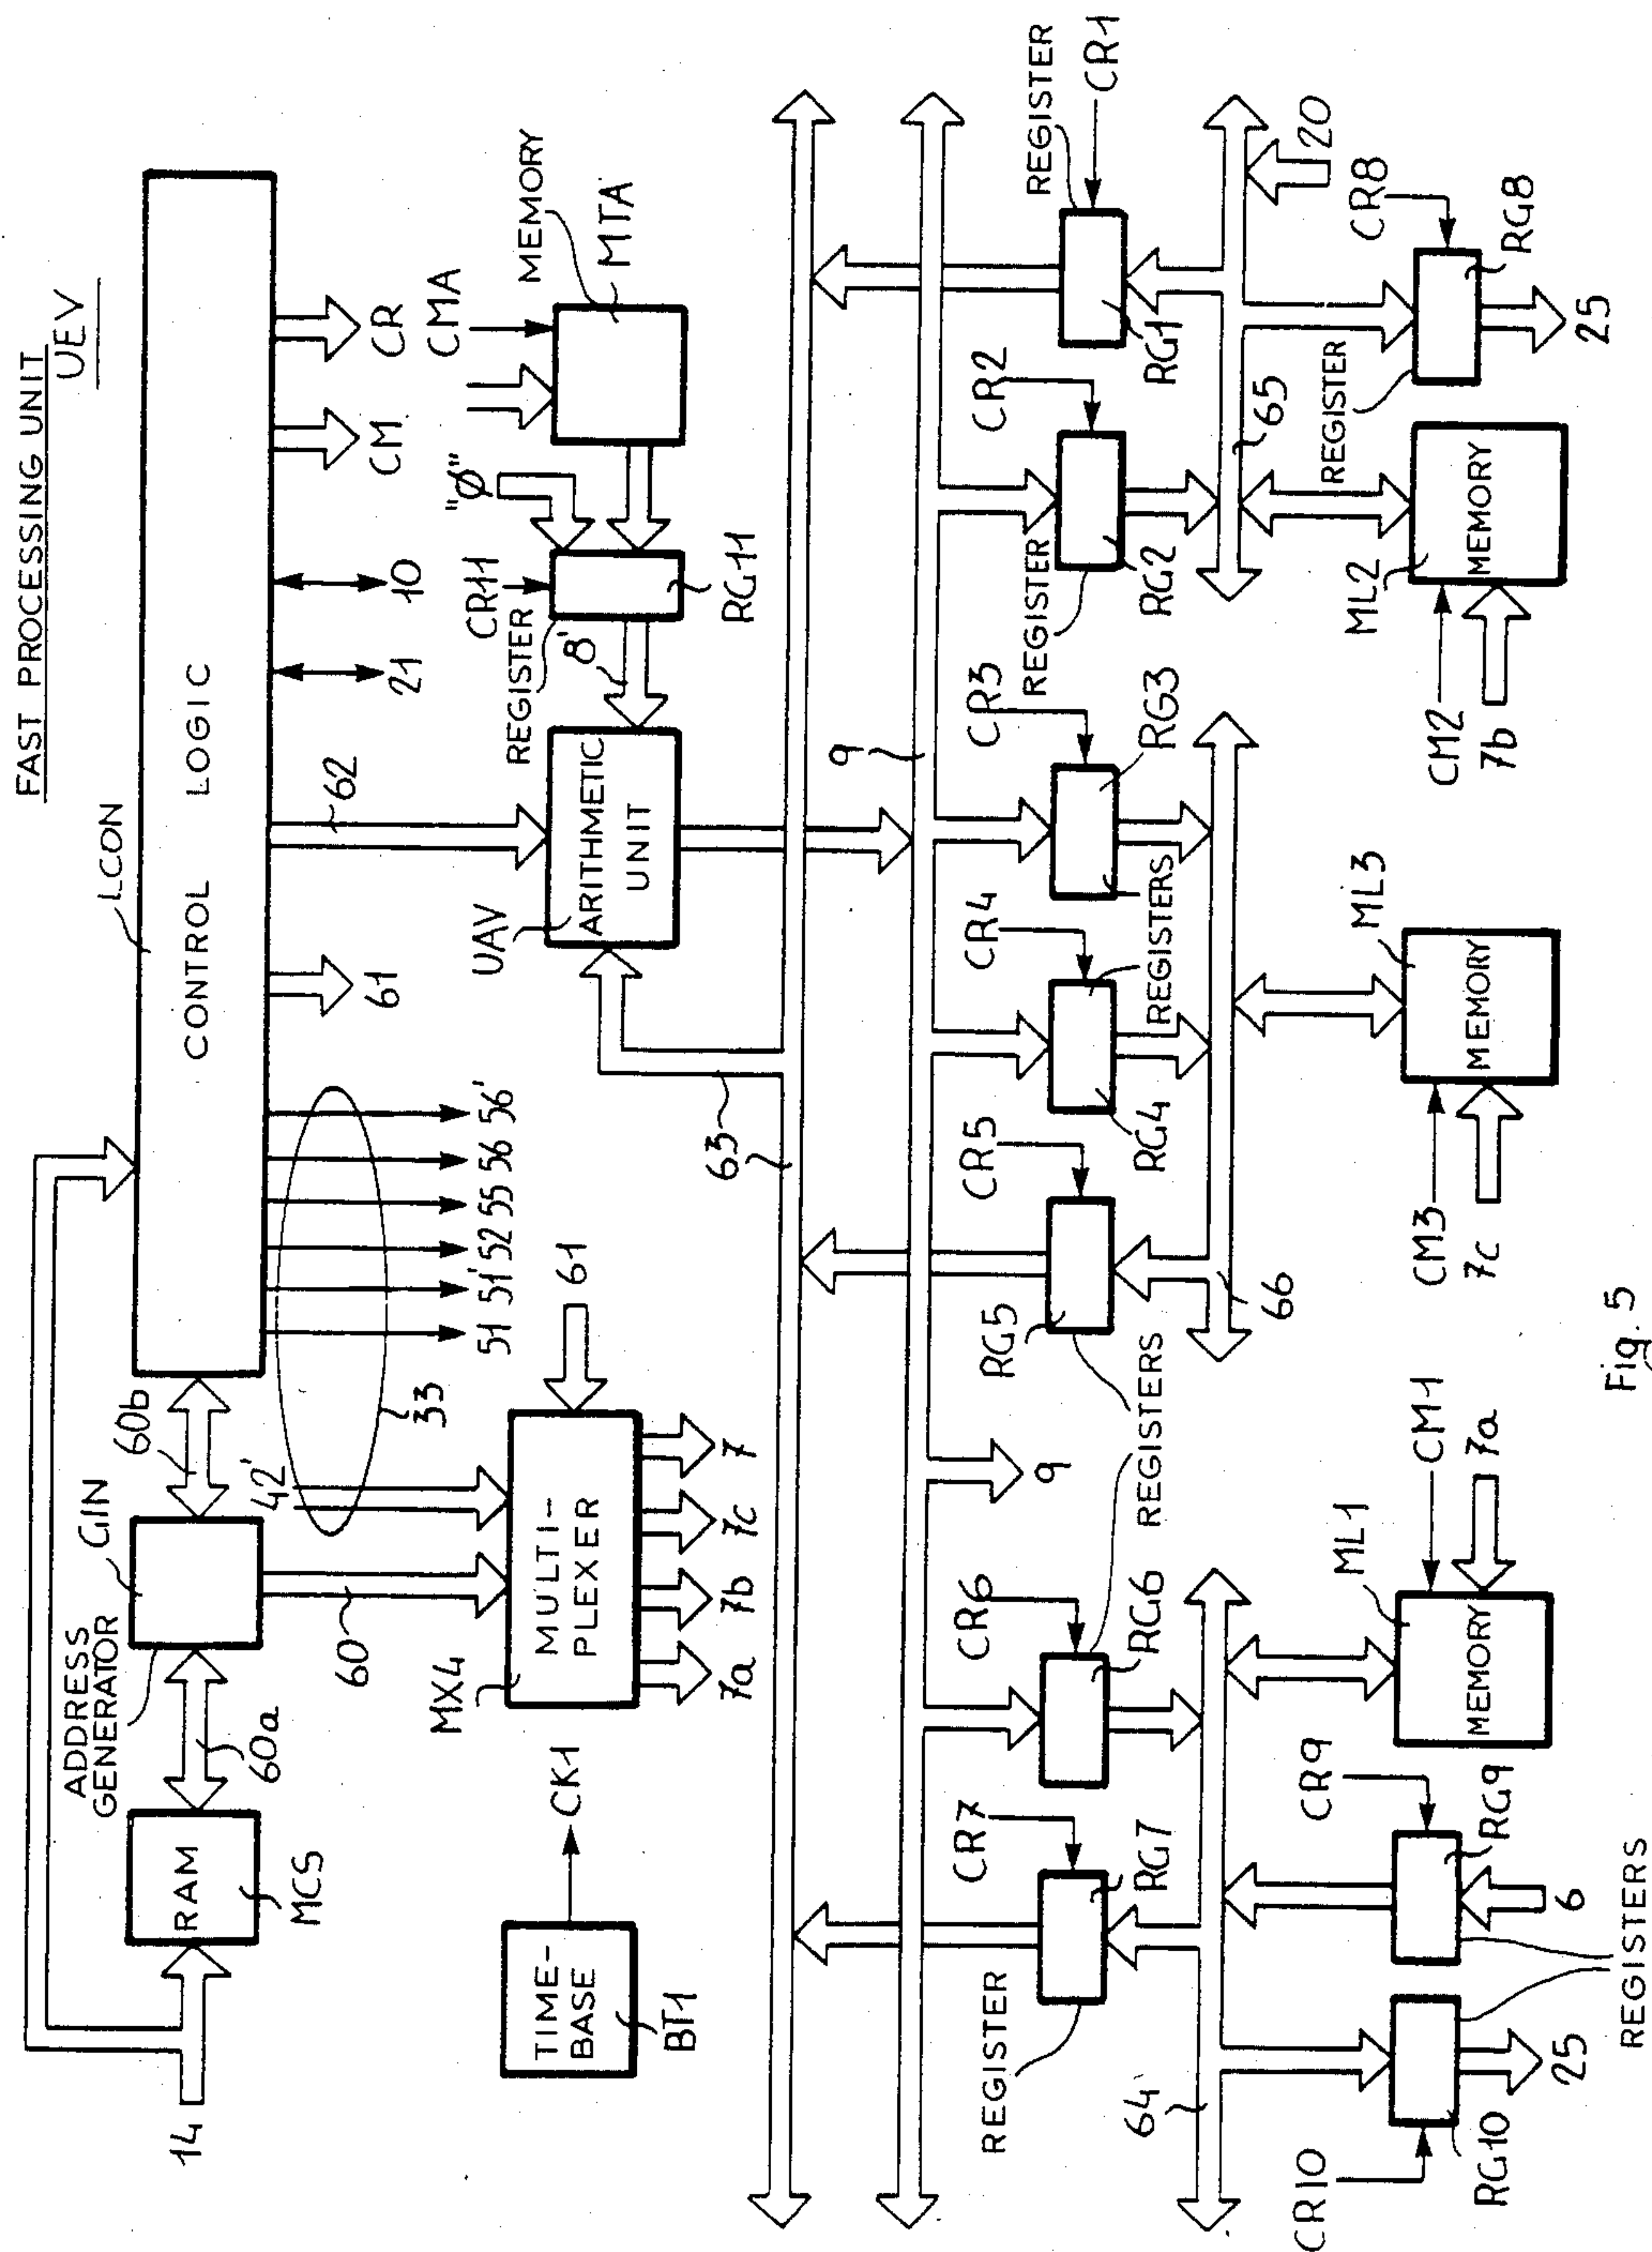 FAST PROCESSING UNIT
UEV
LCON
CONTROL LOGIC
14
RAM
MCS
60a
ADDRESS
GENERATOR
GIN
60b
60
42'
33
51
51'
52
55
56
56'
61
62
21
10
CM
CR
TIME-
BASE
BT1
CK1
MX4
MULTI-
PLEXER
61
7a
7b
7c
7
UAV
ARITHMETIC
UNIT
8'
REGISTER
CR11
RG11
"Ø"
CMA
MEMORY
MTA
63
9
9
REGISTER
CR7
RG7
CR6
RG6
REGISTERS
RG5
CR5
RG4
CR4
REGISTERS
CR3
RG3
REGISTER
CR2
RG2
RG1
REGISTER
CR1
64
66
65
20
CR10
RG10
25
REGISTERS
6
CR9
RG9
MEMORY
ML1
CM1
7a
CM3
7c
MEMORY
ML3
CM2
7b
ML2
MEMORY
REGISTER
CR8
RG8
25
Fig. 5